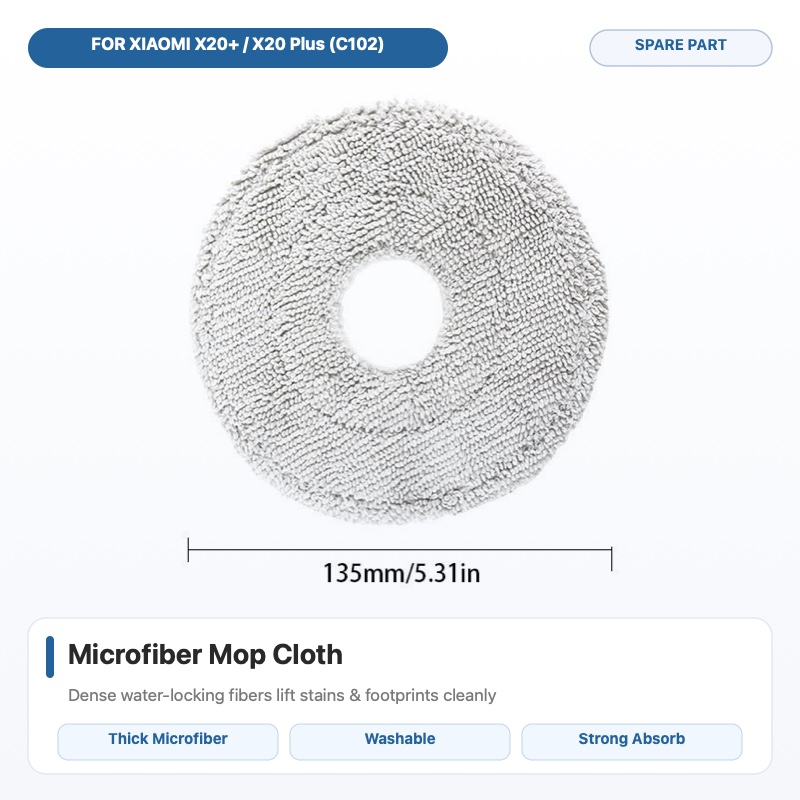 FOR XIAOMI X20+ / X20 Plus (C102)
SPARE PART
135mm/5.31in
Microfiber Mop Cloth
Dense water-locking fibers lift stains & footprints cleanly
Thick Microfiber
Washable
Strong Absorb